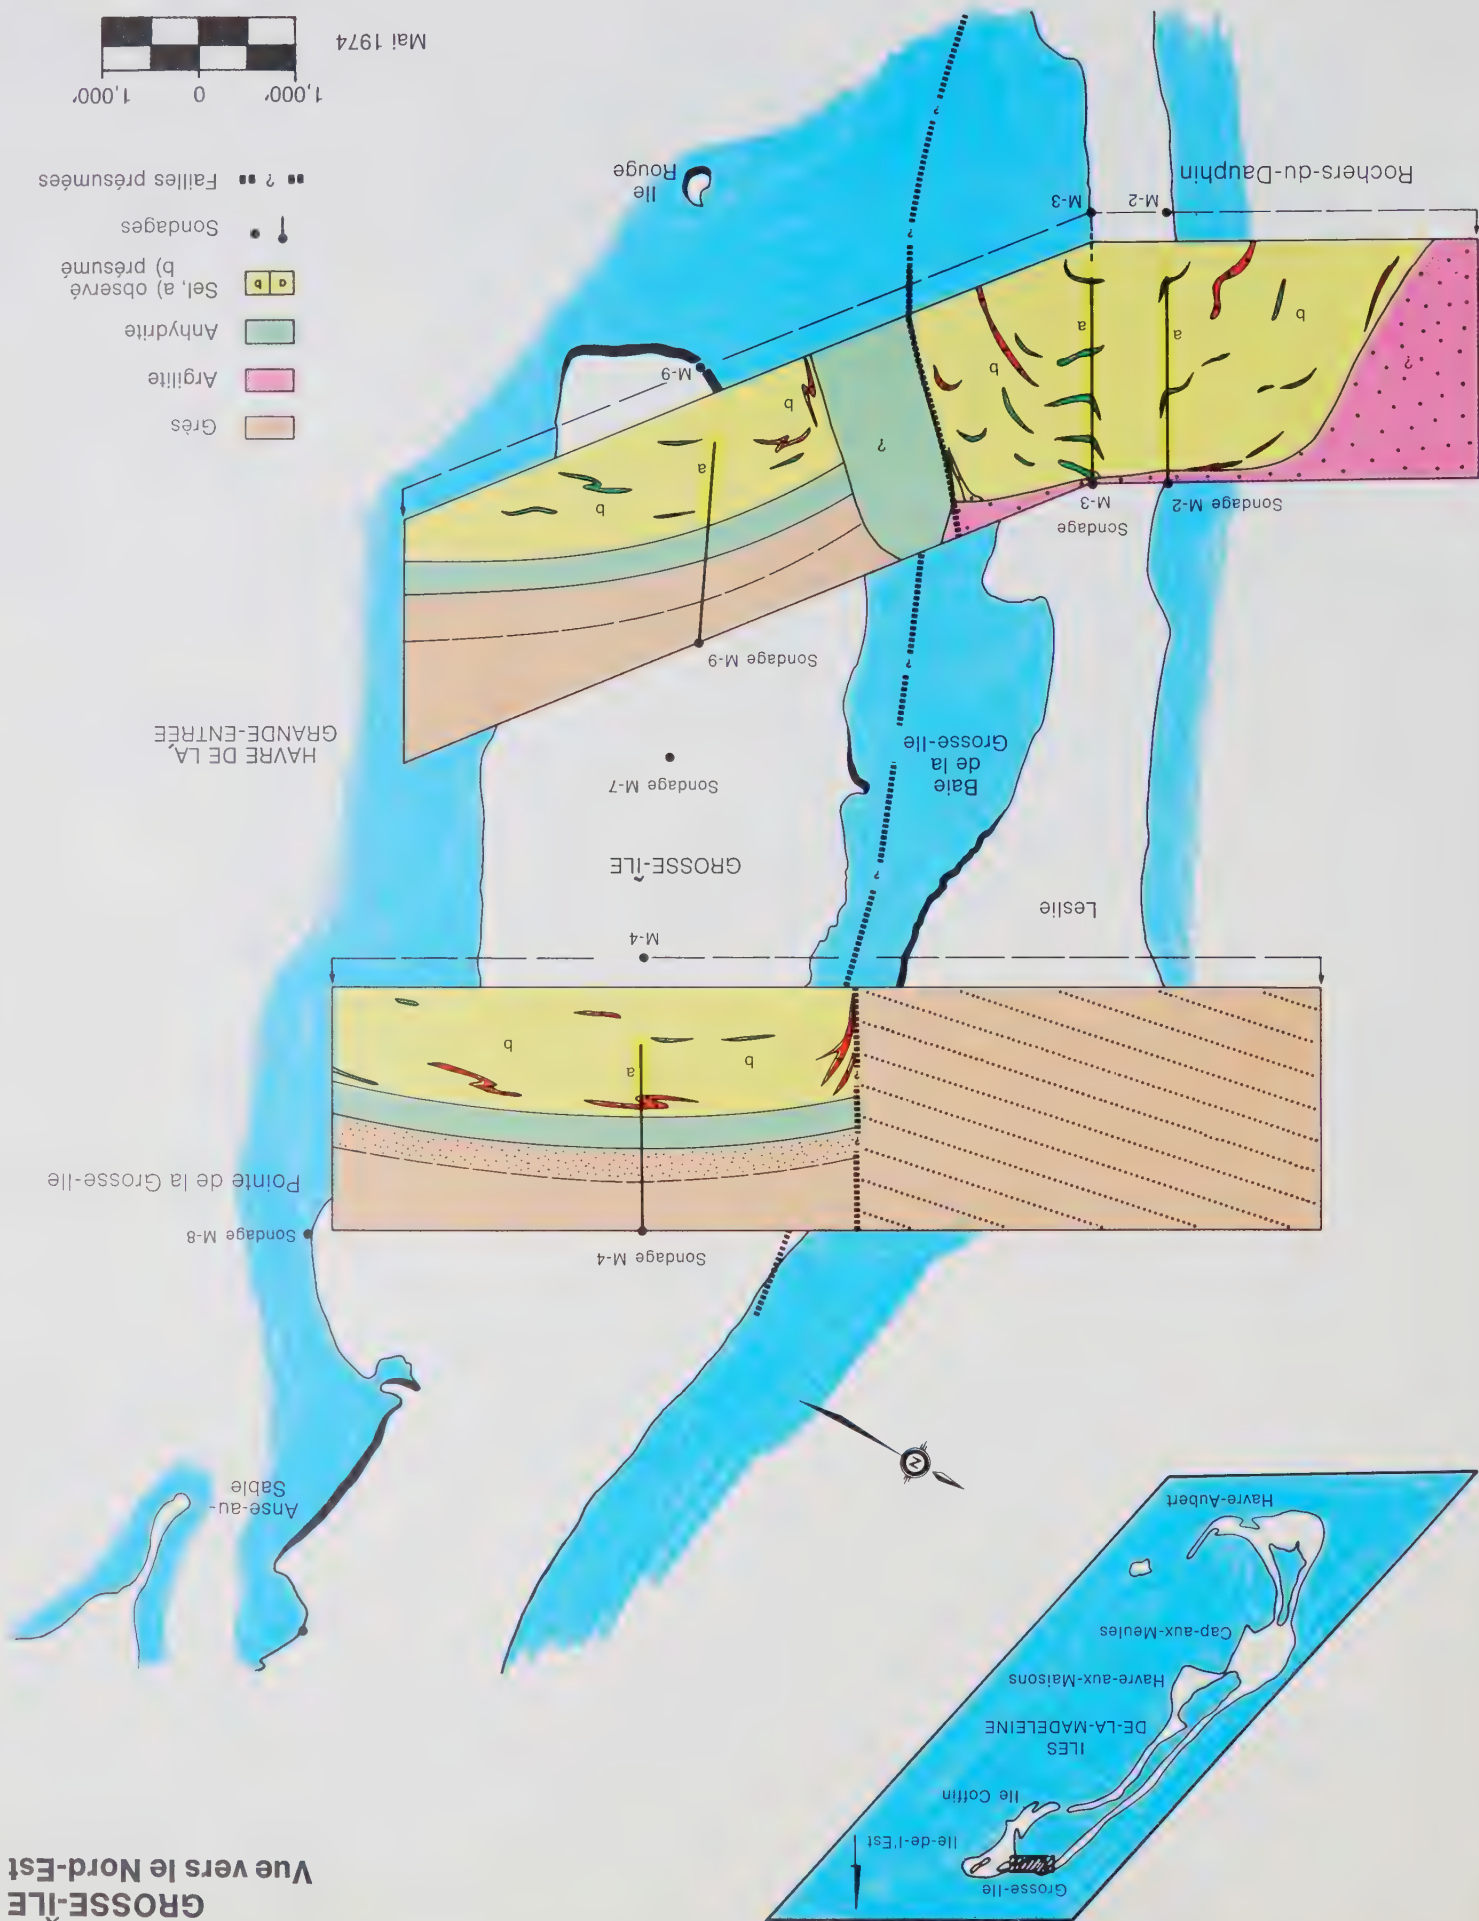 GROSSE-ÎLE
Vue vers le Nord-Est
Grosse-Ile
Ile-de-l'Est
Ile Coffin
ILES
DE-LA-MADELEINE
Havre-aux-Maisons
Cap-aux-Meules
Havre-Aubert
Anse-au-
Sable
N
Sondage M-4
Sondage M-8
Pointe de la Grosse-Ile
?
a
b
b
?
M-4
Leslie
GROSSE-ÎLE
?
Sondage M-7
Baie
de la
Grosse-Ile
HAVRE DE LA
GRANDE-ENTREE
?
Sondage M-9
Sondage
M-3
Sondage M-2
?
b
a
b
?
?
b
a
b
a
b
?
M-9
?
M-3
M-2
Ile
Rouge
Rochers-du-Dauphin
?
Grès
Argilite
Anhydrite
a b
Sel, a) observé
b) présumé
Sondages
? Failles présumées
1,000' 0 1,000'
Mai 1974